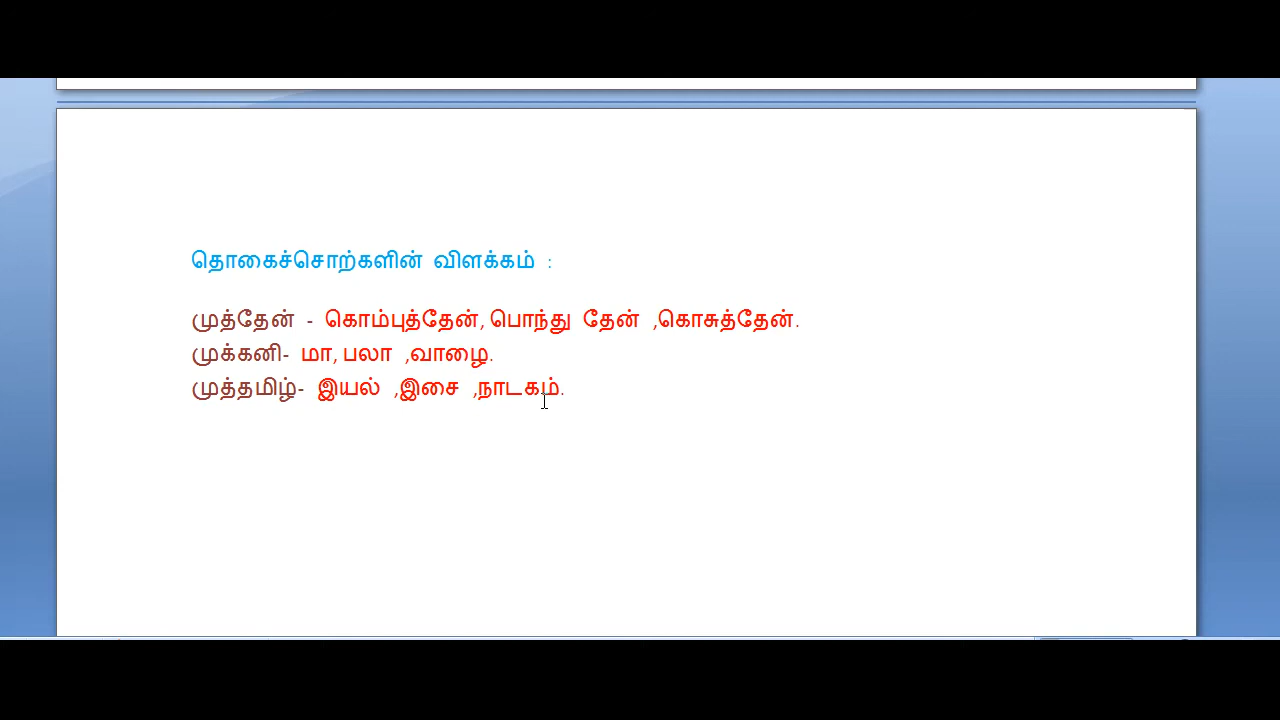 தொகைச்சொற்களின் விளக்கம் :
முத்தேன் - கொம்புத்தேன், பொந்து தேன் ,கொசுத்தேன்.
முக்கனி- மா, பலா ,வாழை.
முத்தமிழ்- இயல் ,இசை ,நாடகம்.